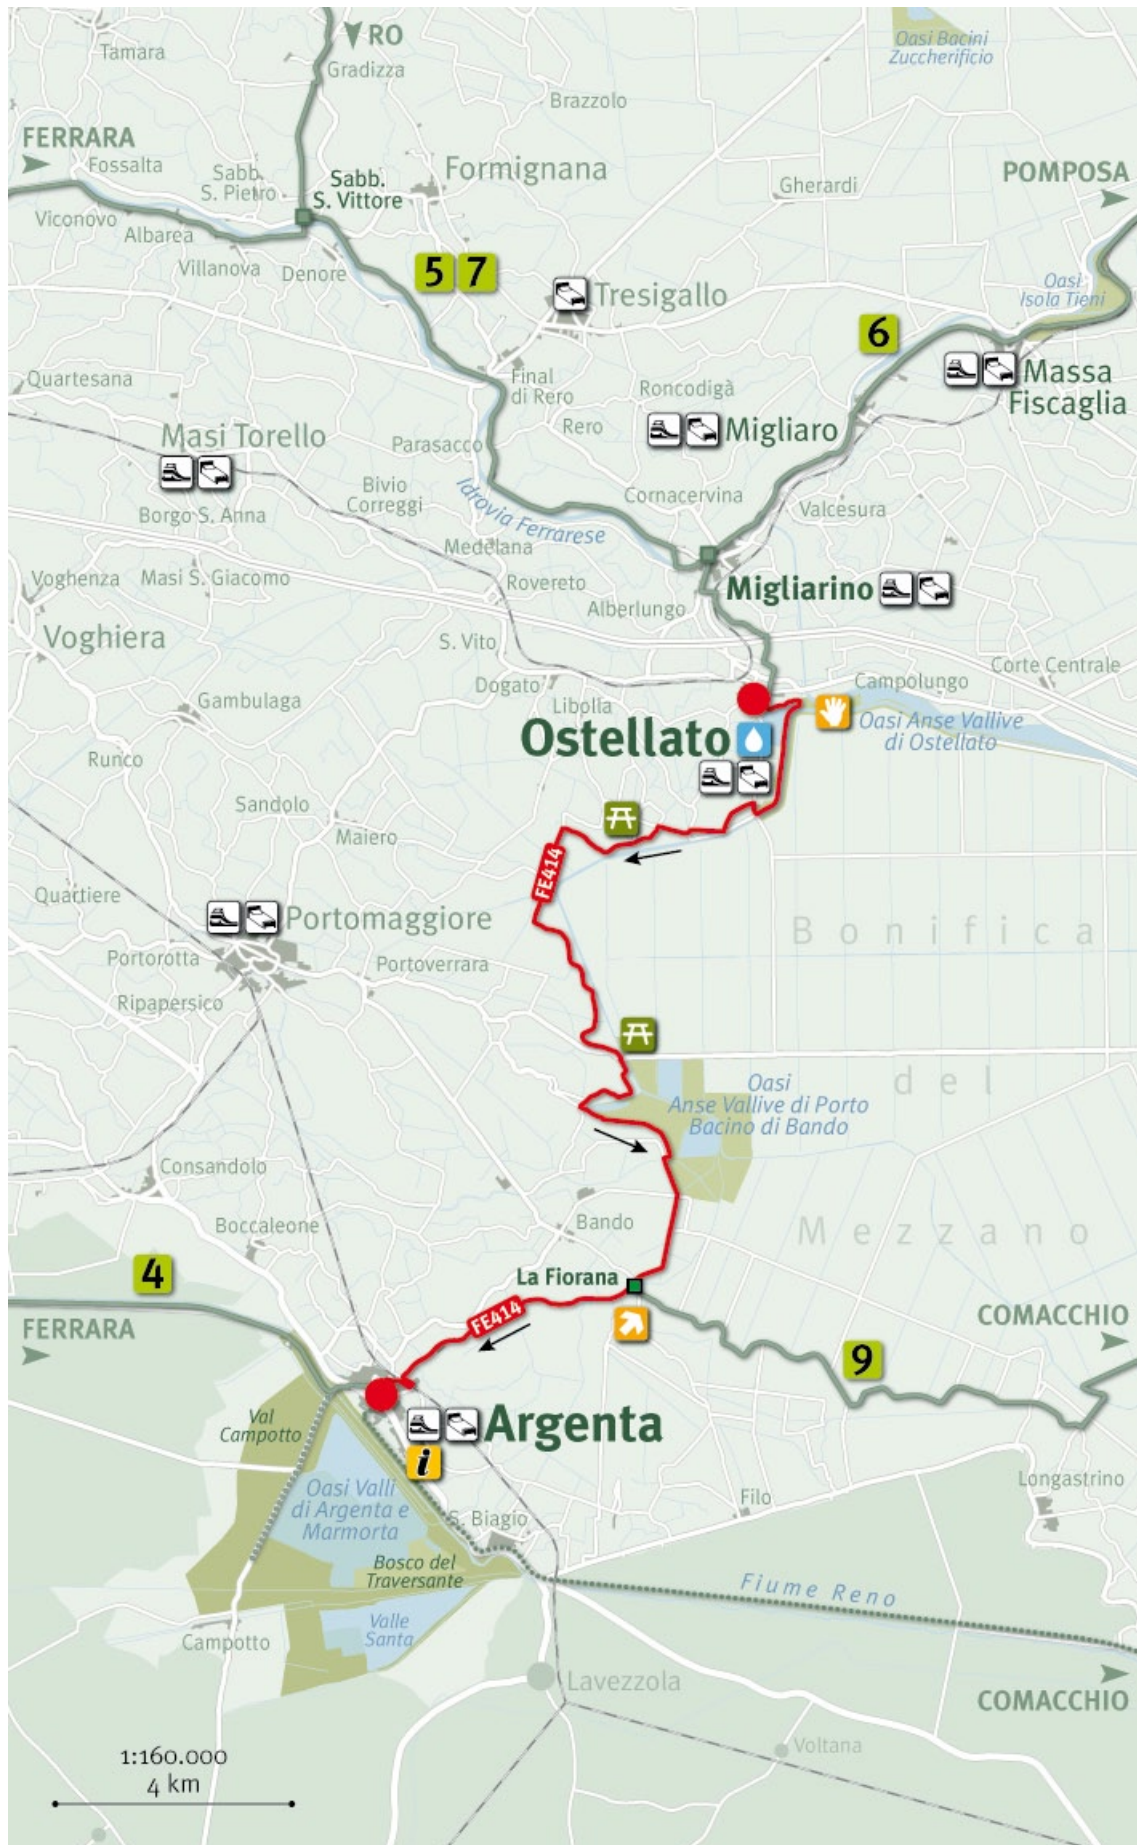 Tamara
RO
Gradizza
Oasi Bacini
Zuccherificio
Brazzolo
FERRARA
Fossalta
Sabb.
S. Pietro
Sabb.
S. Vittore
Formignana
Gherardi
POMPOSA
Viconovo
Albarea
Villanova
Denore
5
7
Tresigallo
Oasi
Isola Tieni
6
Quartesana
Final
di Rero
Roncodigà
Massa
Fiscaglia
Masi Torello
Parasacco
Rero
Migliaro
Bivio
Correggi
Idrovia Ferrarese
Cornacervina
Valcesura
Borgo S. Anna
Medelana
Voghenza
Masi S. Giacomo
Rovereto
Migliarino
Alberlungo
Voghiera
S. Vito
Corte Centrale
Dogato
Campolungo
Gambulaga
Libolla
Ostellato
Oasi Anse Vallive
di Ostellato
Runco
Sandolo
Maiero
FE414
Quartiere
Portomaggiore
Bonifica
Portorotta
Portoverrara
Ripapersico
Oasi
Anse Vallive di Porto
Bacino di Bando
del
Consandolo
Boccaleone
Bando
Mezzano
4
La Fiorana
FERRARA
FE414
COMACCHIO
9
Val
Campotto
Argenta
i
Oasi Valli
di Argenta e
Marmorta
S. Biagio
Filo
Longastrino
Bosco del
Traversante
Fiume Reno
Campotto
Valle
Santa
Lavezzola
COMACCHIO
Voltana
1:160.000
4 km